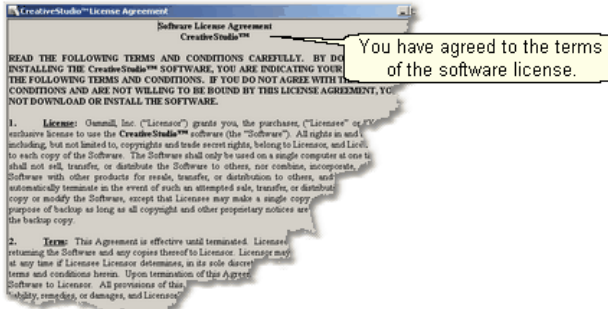 CreativeStudio™ License Agreement
Software License Agreement
CreativeStudio™
You have agreed to the terms
of the software license.
READ THE FOLLOWING TERMS AND CONDITIONS CAREFULLY. BY DO
INSTALLING THE CreativeStudio™ SOFTWARE, YOU ARE INDICATING YOUR
THE FOLLOWING TERMS AND CONDITIONS. IF YOU DO NOT AGREE WITH TH
CONDITIONS AND ARE NOT WILLING TO BE BOUND BY THIS LICENSE AGREEMENT, YO
NOT DOWNLOAD OR INSTALL THE SOFTWARE.
1. License: Gammill, Inc. ("Licensor") grants you, the purchaser, ("Licensee" or
exclusive license to use the CreativeStudio™ software (the "Software"). All rights in and
including, but not limited to, copyrights and trade secret rights, belong to Licensor, and
to each copy of the Software. The Software shall only be used on a single computer at one
shall not sell, transfer, or distribute the Software to others, nor combine, incorporate,
Software with other products for resale, transfer, or distribution to others, and
automatically terminate in the event of such an attempted sale, transfer, or
copy or modify the Software, except that Licensee may make a single copy
purpose of backup as long as all copyright and other proprietary notices are
the backup copy.
2. Term: This Agreement is effective until terminated. Licensee
returning the Software and any copies thereof to Licensor. Licensor may
at any time if Licensee Licensor determines, in its sole discret
terms and conditions herein. Upon termination of this Agreem
Software to Licensor. All provisions of this
liability, remedies, or damages, and Licensor'